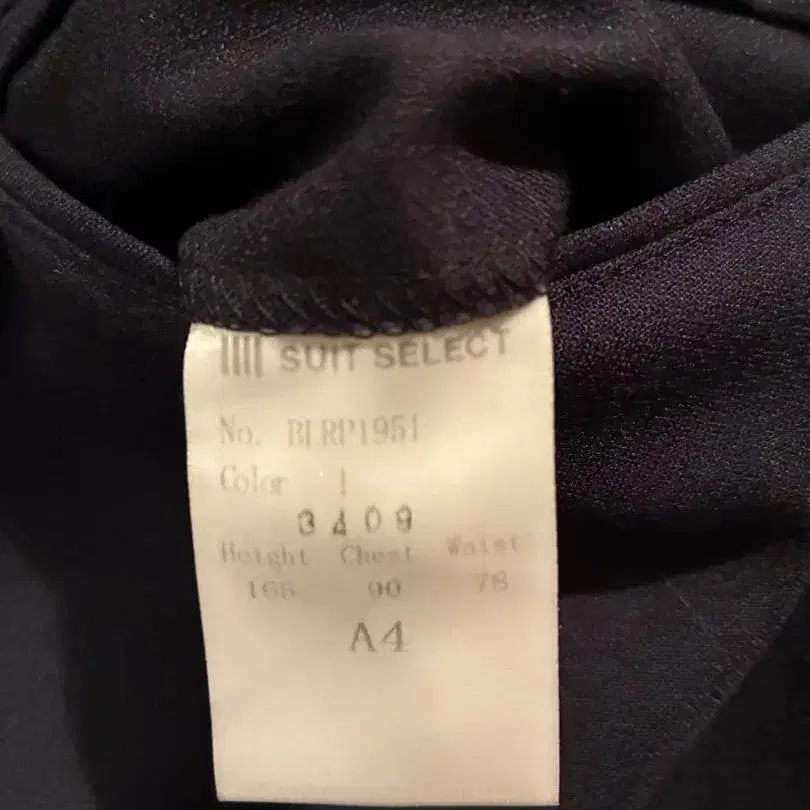 SUIT SELECT
No. BLRP1951
Color 1
3409
Height Chest Waist
165 90 78
A4